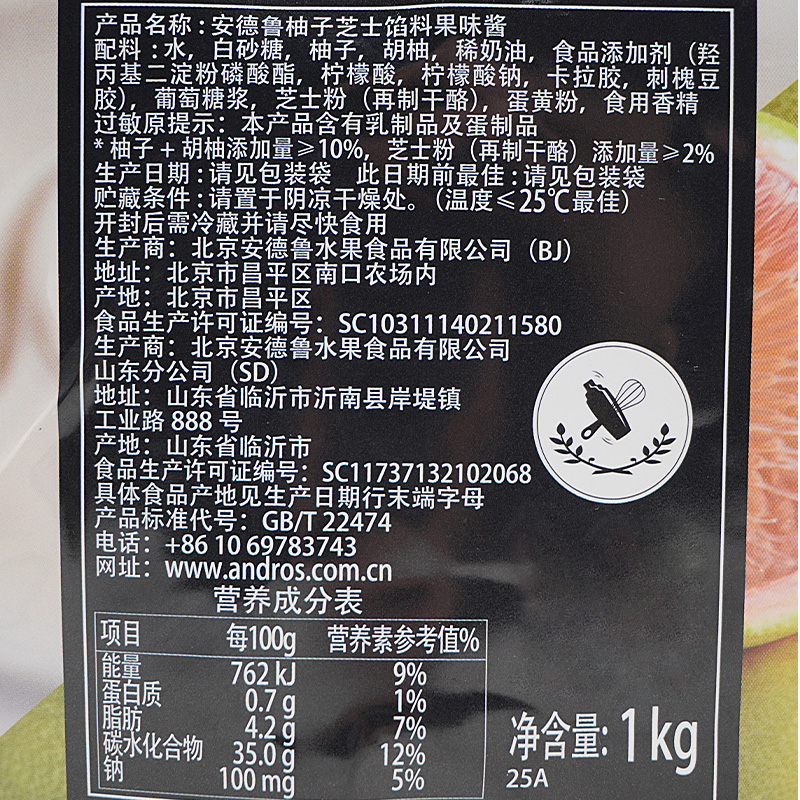 产品名称：安德鲁柚子芝士馅料果味酱
配料：水，白砂糖，柚子，胡柚，稀奶油，食品添加剂（羟
丙基二淀粉磷酸酯，柠檬酸，柠檬酸钠，卡拉胶，刺槐豆
胶），葡萄糖浆，芝士粉（再制干酪），蛋黄粉，食用香精
过敏原提示：本产品含有乳制品及蛋制品
*柚子+胡柚添加量≥10%，芝士粉（再制干酪）添加量≥2%
生产日期：请见包装袋 此日期前最佳：请见包装袋
贮藏条件：请置于阴凉干燥处。（温度≤25℃最佳）
开封后需冷藏并请尽快食用
生产商：北京安德鲁水果食品有限公司（BJ）
地址：北京市昌平区南口农场内
产地：北京市昌平区
食品生产许可证编号：SC10311140211580
生产商：北京安德鲁水果食品有限公司
山东分公司（SD）
地址：山东省临沂市沂南县岸堤镇
工业路 888 号
产地：山东省临沂市
食品生产许可证编号：SC11737132102068
具体食品产地见生产日期行末端字母
产品标准代号：GB/T 22474
电话：+86 10 69783743
网址：www.andros.com.cn
营养成分表
项目 每100g 营养素参考值%
能量 762 kJ 9%
蛋白质 0.7 g 1%
脂肪 4.2 g 7%
碳水化合物 35.0 g 12%
钠 100 mg 5%
净含量：1kg
25A